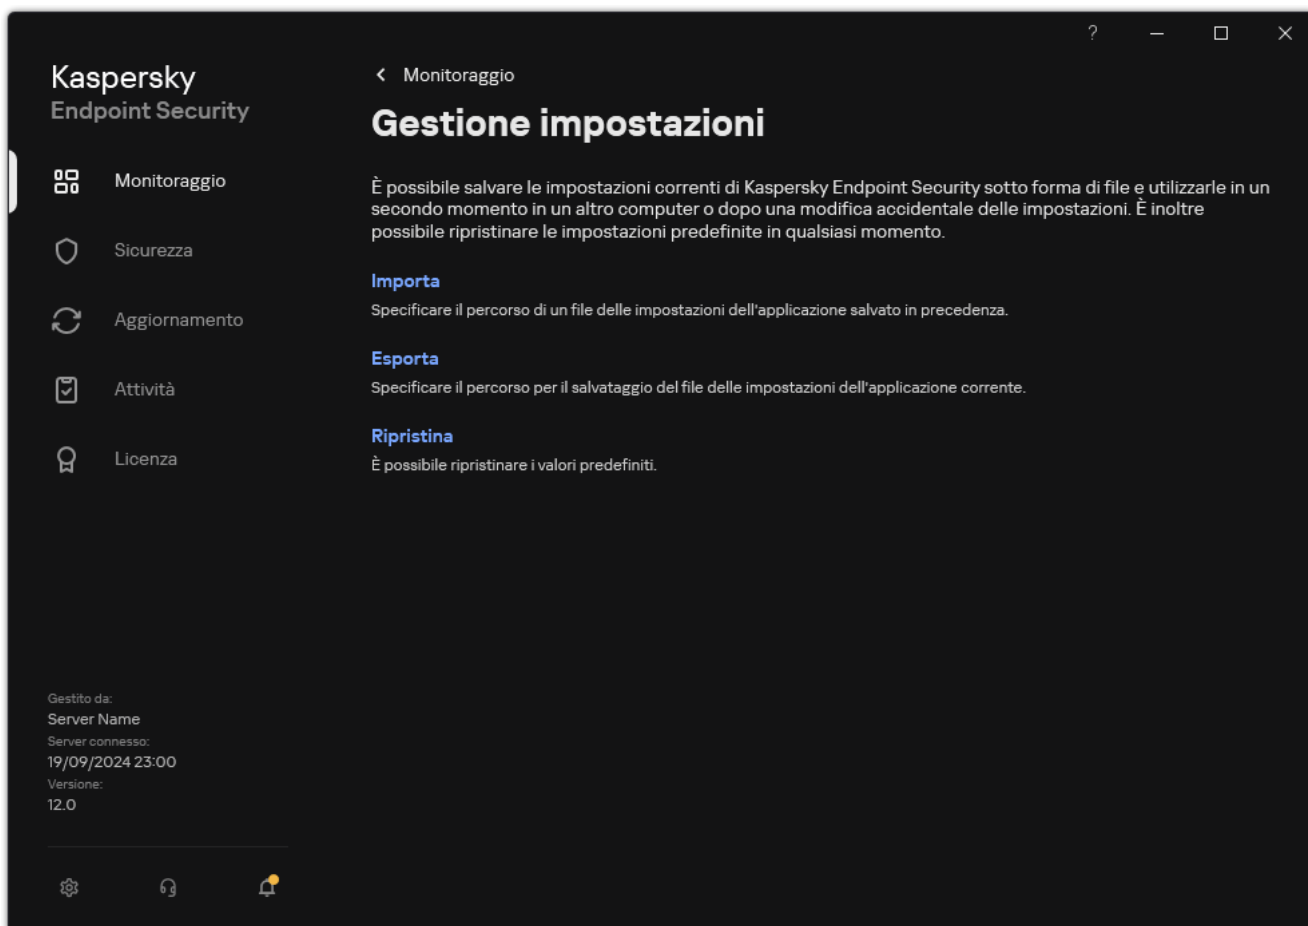 ?
Kaspersky
Endpoint Security
Monitoraggio
Sicurezza
Aggiornamento
Attività
Licenza
Gestito da:
Server Name
Server connesso:
19/09/2024 23:00
Versione:
12.0
Monitoraggio
Gestione impostazioni
È possibile salvare le impostazioni correnti di Kaspersky Endpoint Security sotto forma di file e utilizzarle in un
secondo momento in un altro computer o dopo una modifica accidentale delle impostazioni. È inoltre
possibile ripristinare le impostazioni predefinite in qualsiasi momento.
Importa
Specificare il percorso di un file delle impostazioni dell'applicazione salvato in precedenza.
Esporta
Specificare il percorso per il salvataggio del file delle impostazioni dell'applicazione corrente.
Ripristina
È possibile ripristinare i valori predefiniti.